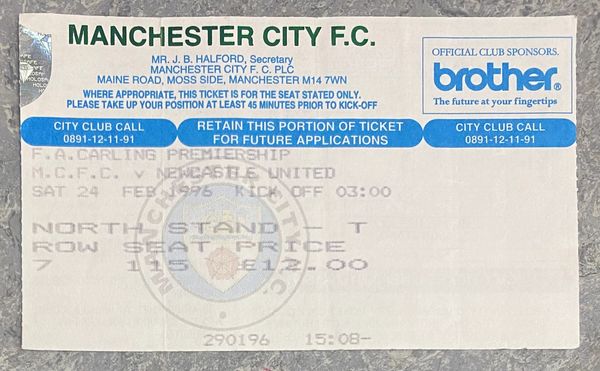 MANCHESTER CITY F.C.
MR. J. B. HALFORD, Secretary
MANCHESTER CITY F. C. PLC
MAINE ROAD, MOSS SIDE, MANCHESTER M14 7WN
WHERE APPROPRIATE, THIS TICKET IS FOR THE SEAT STATED ONLY.
PLEASE TAKE UP YOUR POSITION AT LEAST 45 MINUTES PRIOR TO KICK-OFF
OFFICIAL CLUB SPONSORS.
brother®
The future at your fingertips
CITY CLUB CALL
0891-12-11-91
RETAIN THIS PORTION OF TICKET
FOR FUTURE APPLICATIONS
CITY CLUB CALL
0891-12-11-91
F.A.CARLING PREMIERSHIP
M.C.F.C. v NEWCASTLE UNITED
SAT 24 FEB 1996 KICK OFF 03:00
NORTH STAND - T
ROW SEAT PRICE
7 115 £12.00
MANCHESTER CITY F.C.
290196 15:08-